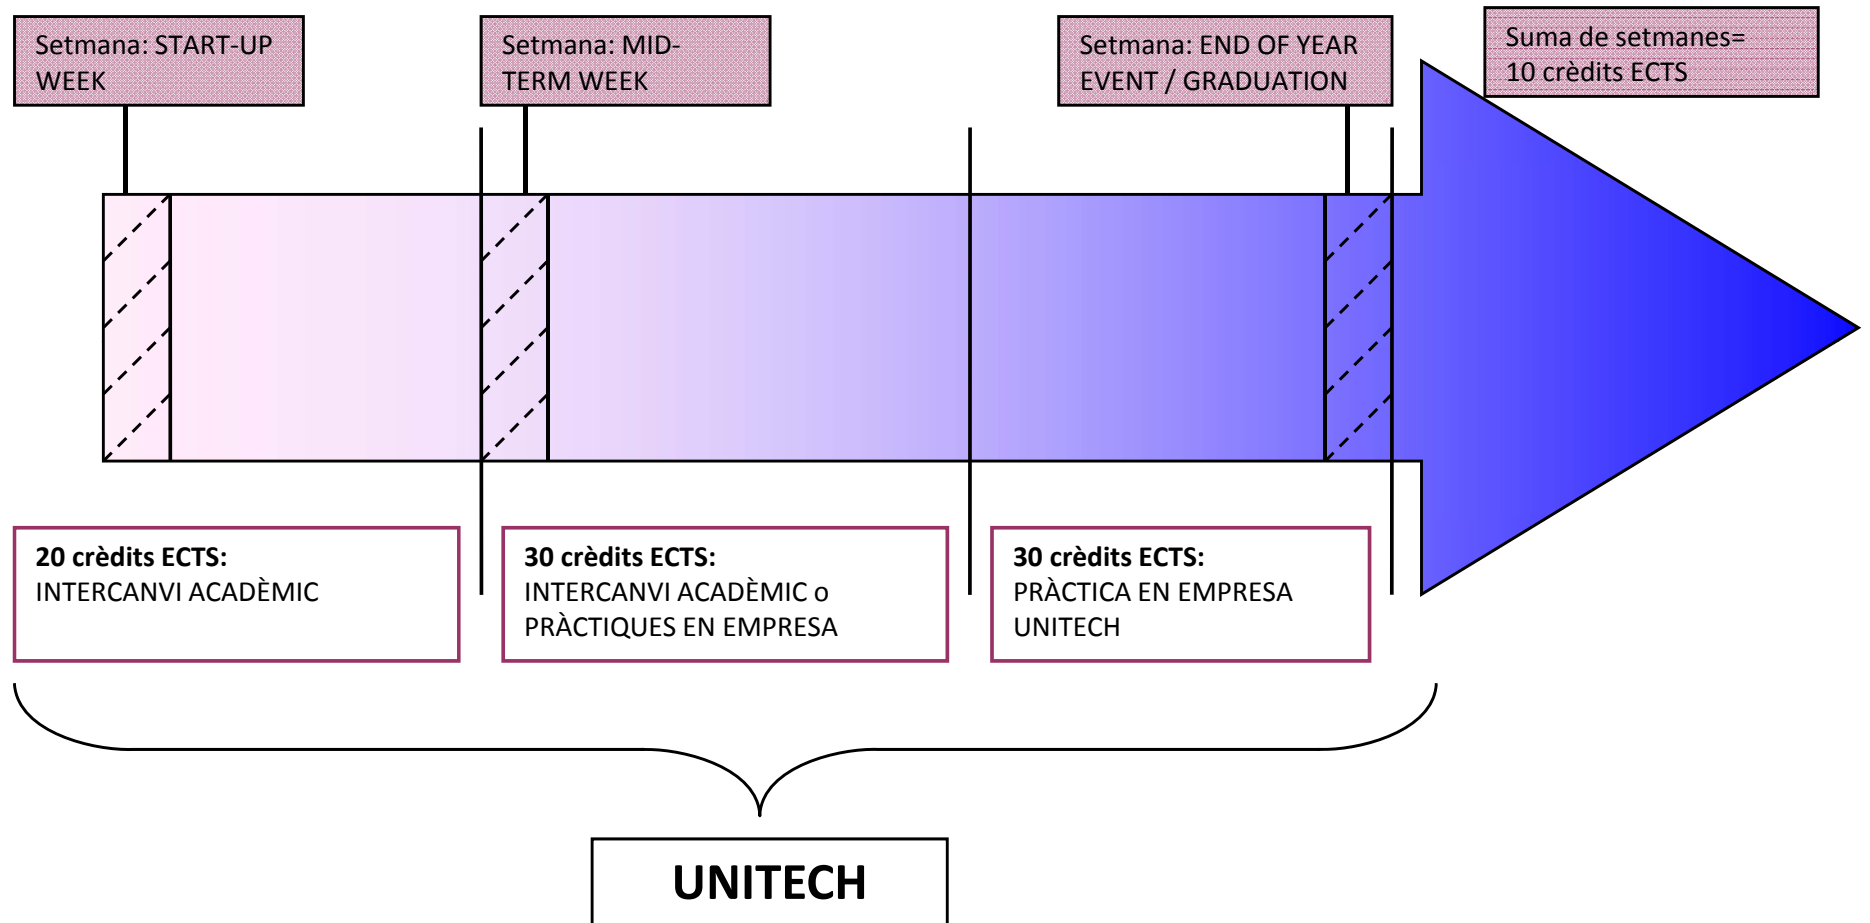 Setmana: START-UP
WEEK
Setmana: MID-
TERM WEEK
Setmana: END OF YEAR
EVENT / GRADUATION
Suma de setmanes=
10 crèdits ECTS
20 crèdits ECTS:
INTERCANVI ACADÈMIC
30 crèdits ECTS:
INTERCANVI ACADÈMIC o
PRÀCTIQUES EN EMPRESA
30 crèdits ECTS:
PRÀCTICA EN EMPRESA
UNITECH
UNITECH